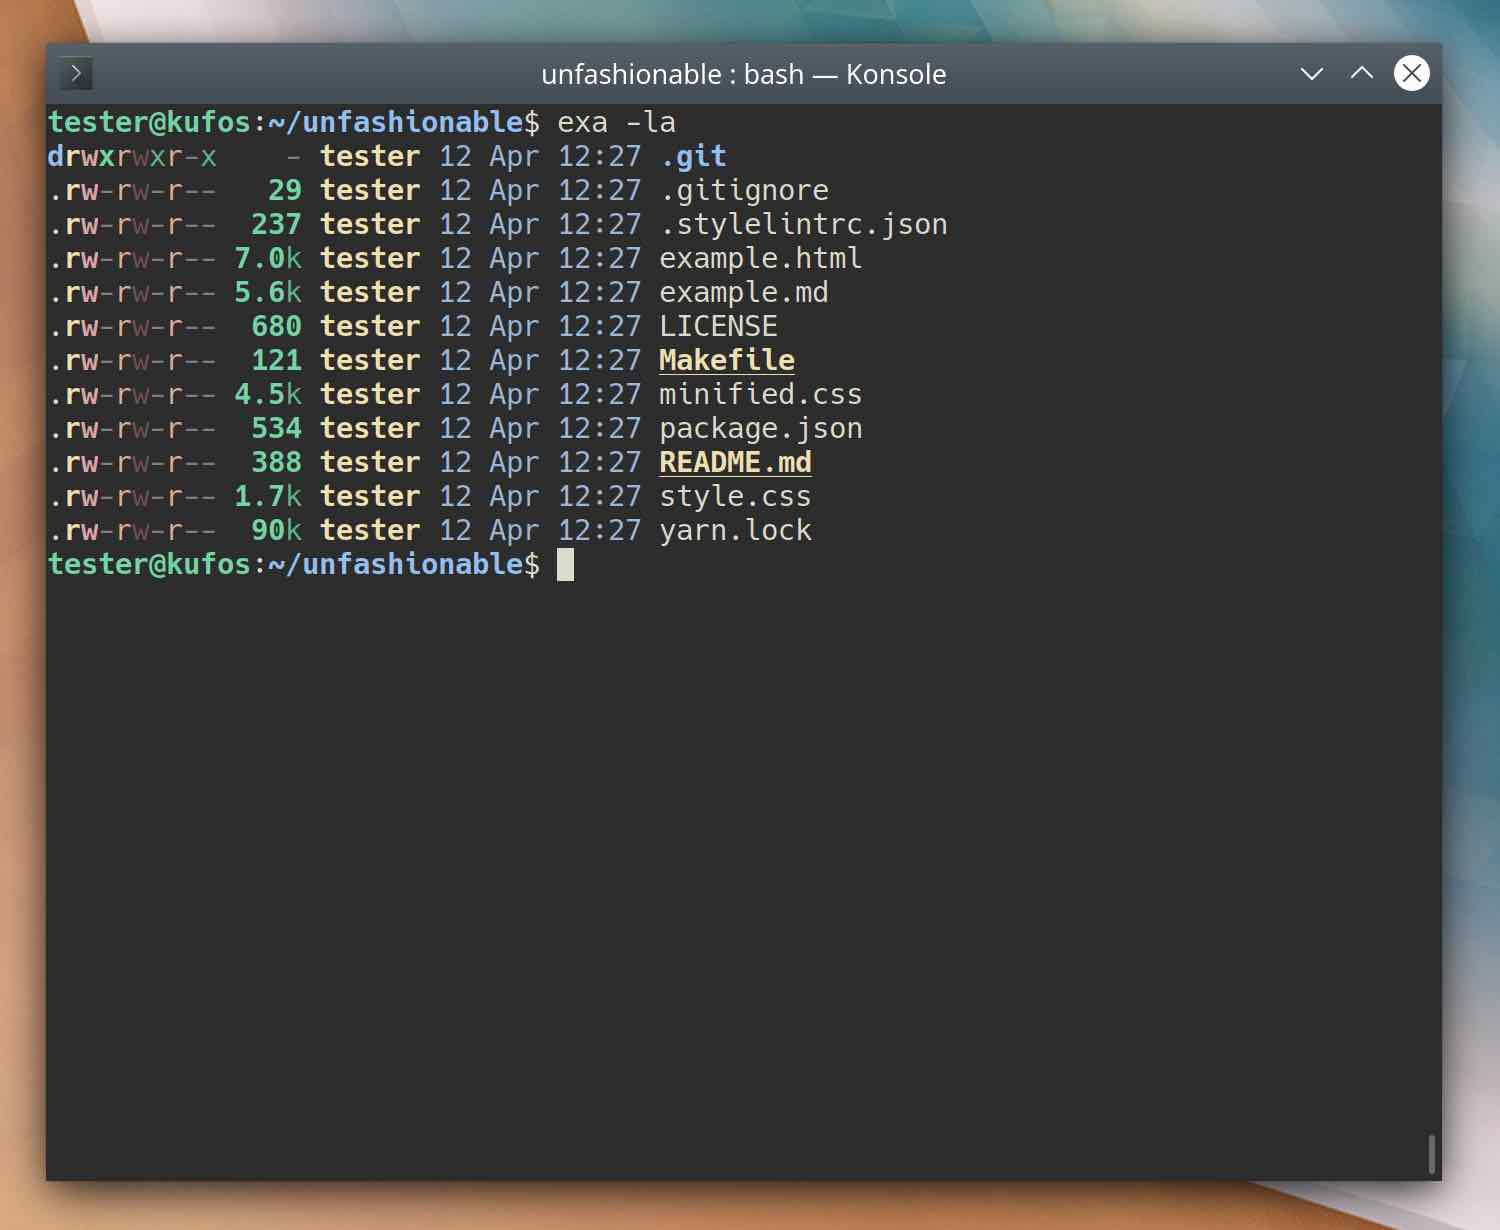 unfashionable : bash — Konsole
tester@kufos:~/unfashionable$ exa -la
drwxrwxr-x    - tester 12 Apr 12:27 .git
.rw-rw-r--   29 tester 12 Apr 12:27 .gitignore
.rw-rw-r--  237 tester 12 Apr 12:27 .stylelintrc.json
.rw-rw-r-- 7.0k tester 12 Apr 12:27 example.html
.rw-rw-r-- 5.6k tester 12 Apr 12:27 example.md
.rw-rw-r--  680 tester 12 Apr 12:27 LICENSE
.rw-rw-r--  121 tester 12 Apr 12:27 Makefile
.rw-rw-r-- 4.5k tester 12 Apr 12:27 minified.css
.rw-rw-r--  534 tester 12 Apr 12:27 package.json
.rw-rw-r--  388 tester 12 Apr 12:27 README.md
.rw-rw-r-- 1.7k tester 12 Apr 12:27 style.css
.rw-rw-r--  90k tester 12 Apr 12:27 yarn.lock
tester@kufos:~/unfashionable$